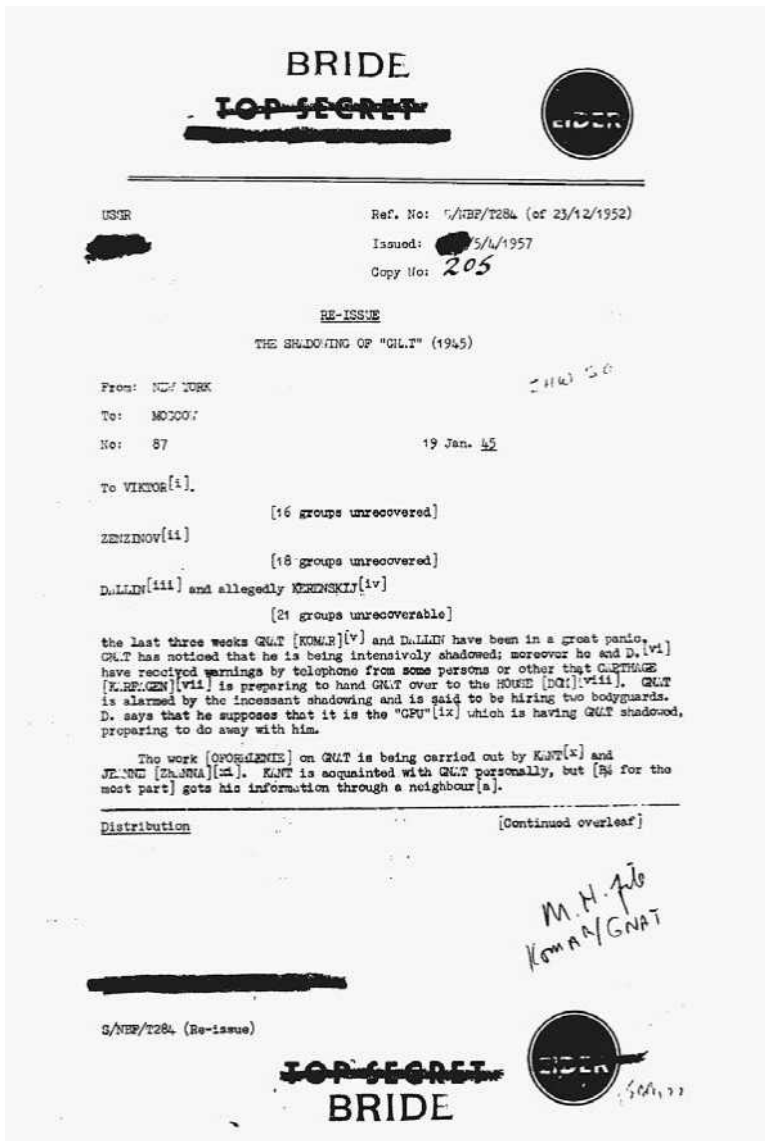 BRIDE
TOP SECRET
EIDER
USSR
Ref. No: S/NBF/T284 (of 23/12/1952)
Issued: /5/4/1957
Copy No: 205
RE-ISSUE
THE SHADOWING OF "GNAT" (1945)
From: NEW YORK
To: MOSCOW
No: 87
19 Jan. 45
To VIKTOR[i].
[16 groups unrecovered]
ZENZINOV[ii]
[18 groups unrecovered]
DALLIN[iii] and allegedly KERENSKIJ[iv]
[21 groups unrecoverable]
the last three weeks GNAT [KOMAR][v] and DALLIN have been in a great panic.
GNAT has noticed that he is being intensively shadowed; moreover he and D.[vi]
have received warnings by telephone from some persons or other that CARTHAGE
[KARFAGEN][vii] is preparing to hand GNAT over to the HOUSE [DOM][viii]. GNAT
is alarmed by the incessant shadowing and is said to be hiring two bodyguards.
D. says that he supposes that it is the "GPU"[ix] which is having GNAT shadowed,
preparing to do away with him.
The work [OFORMLENIE] on GNAT is being carried out by KANT[x] and
JEANNE [ZhANNA][xi]. KANT is acquainted with GNAT personally, but [B% for the
most part] gets his information through a neighbour[a].
Distribution
[Continued overleaf]
M.H. file
KOMAR/GNAT
S/NBF/T284 (Re-issue)
TOP SECRET
EIDER
BRIDE